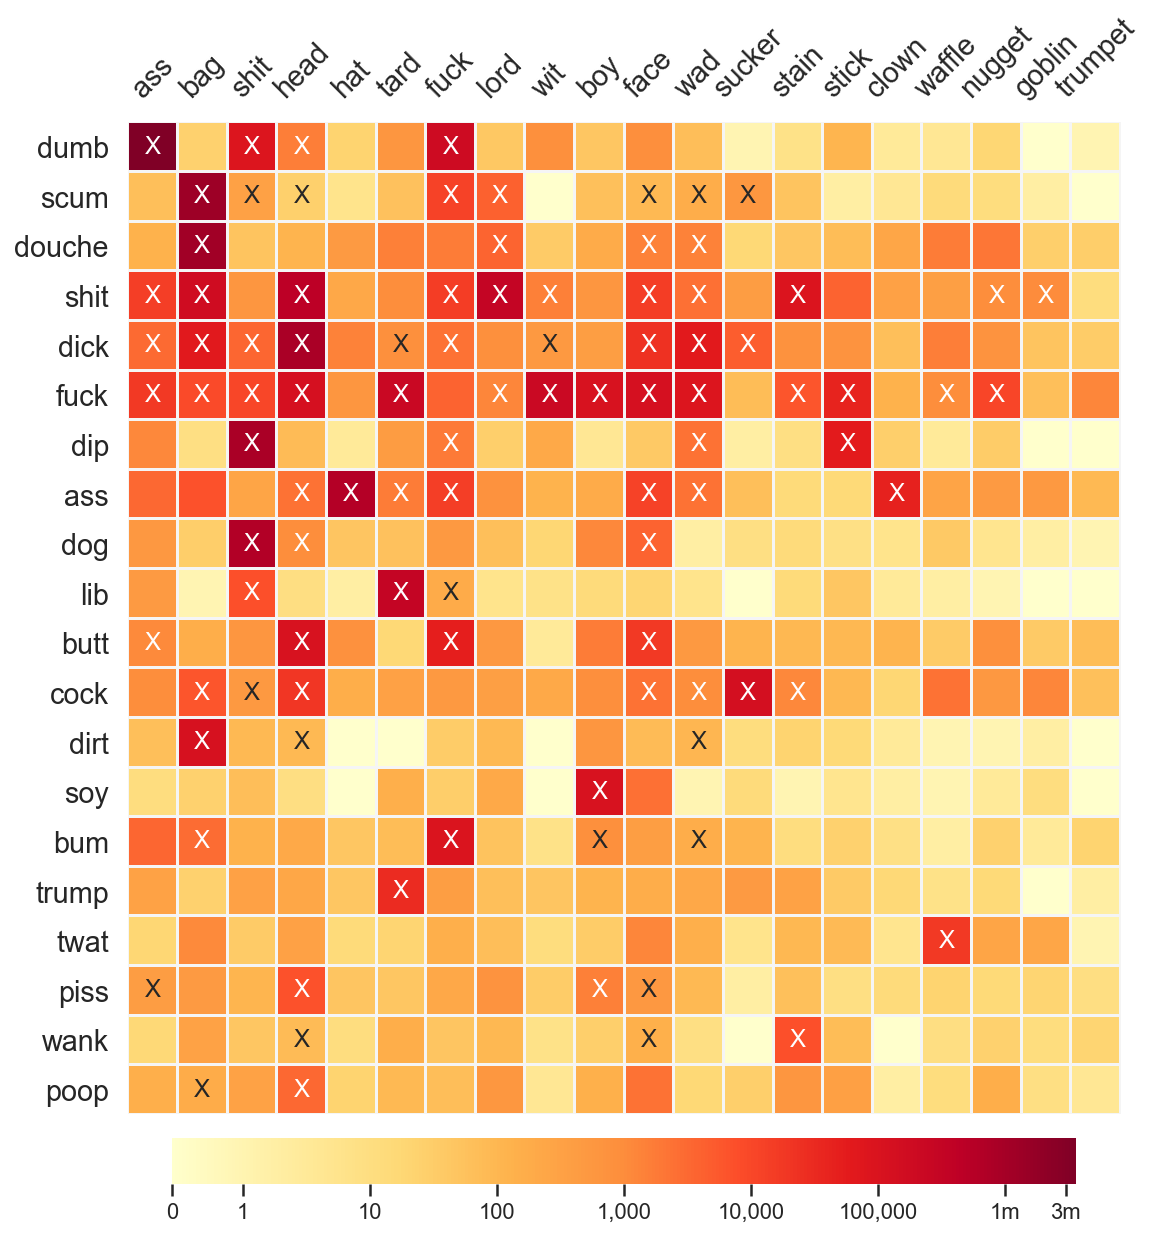 ass bag shit head hat tard fuck lord wit boy face wad sucker stain stick clown waffle nugget goblin trumpet
dumb X X X X
scum X X X X X X X X
douche X X X X
shit X X X X X X X X X X X
dick X X X X X X X X X X
fuck X X X X X X X X X X X X X X
dip X X X X
ass X X X X X X X
dog X X X
lib X X X
butt X X X X
cock X X X X X X X
dirt X X X
soy X
bum X X X X
trump X
twat X
piss X X X X
wank X X X
poop X X
0 1 10 100 1,000 10,000 100,000 1m 3m